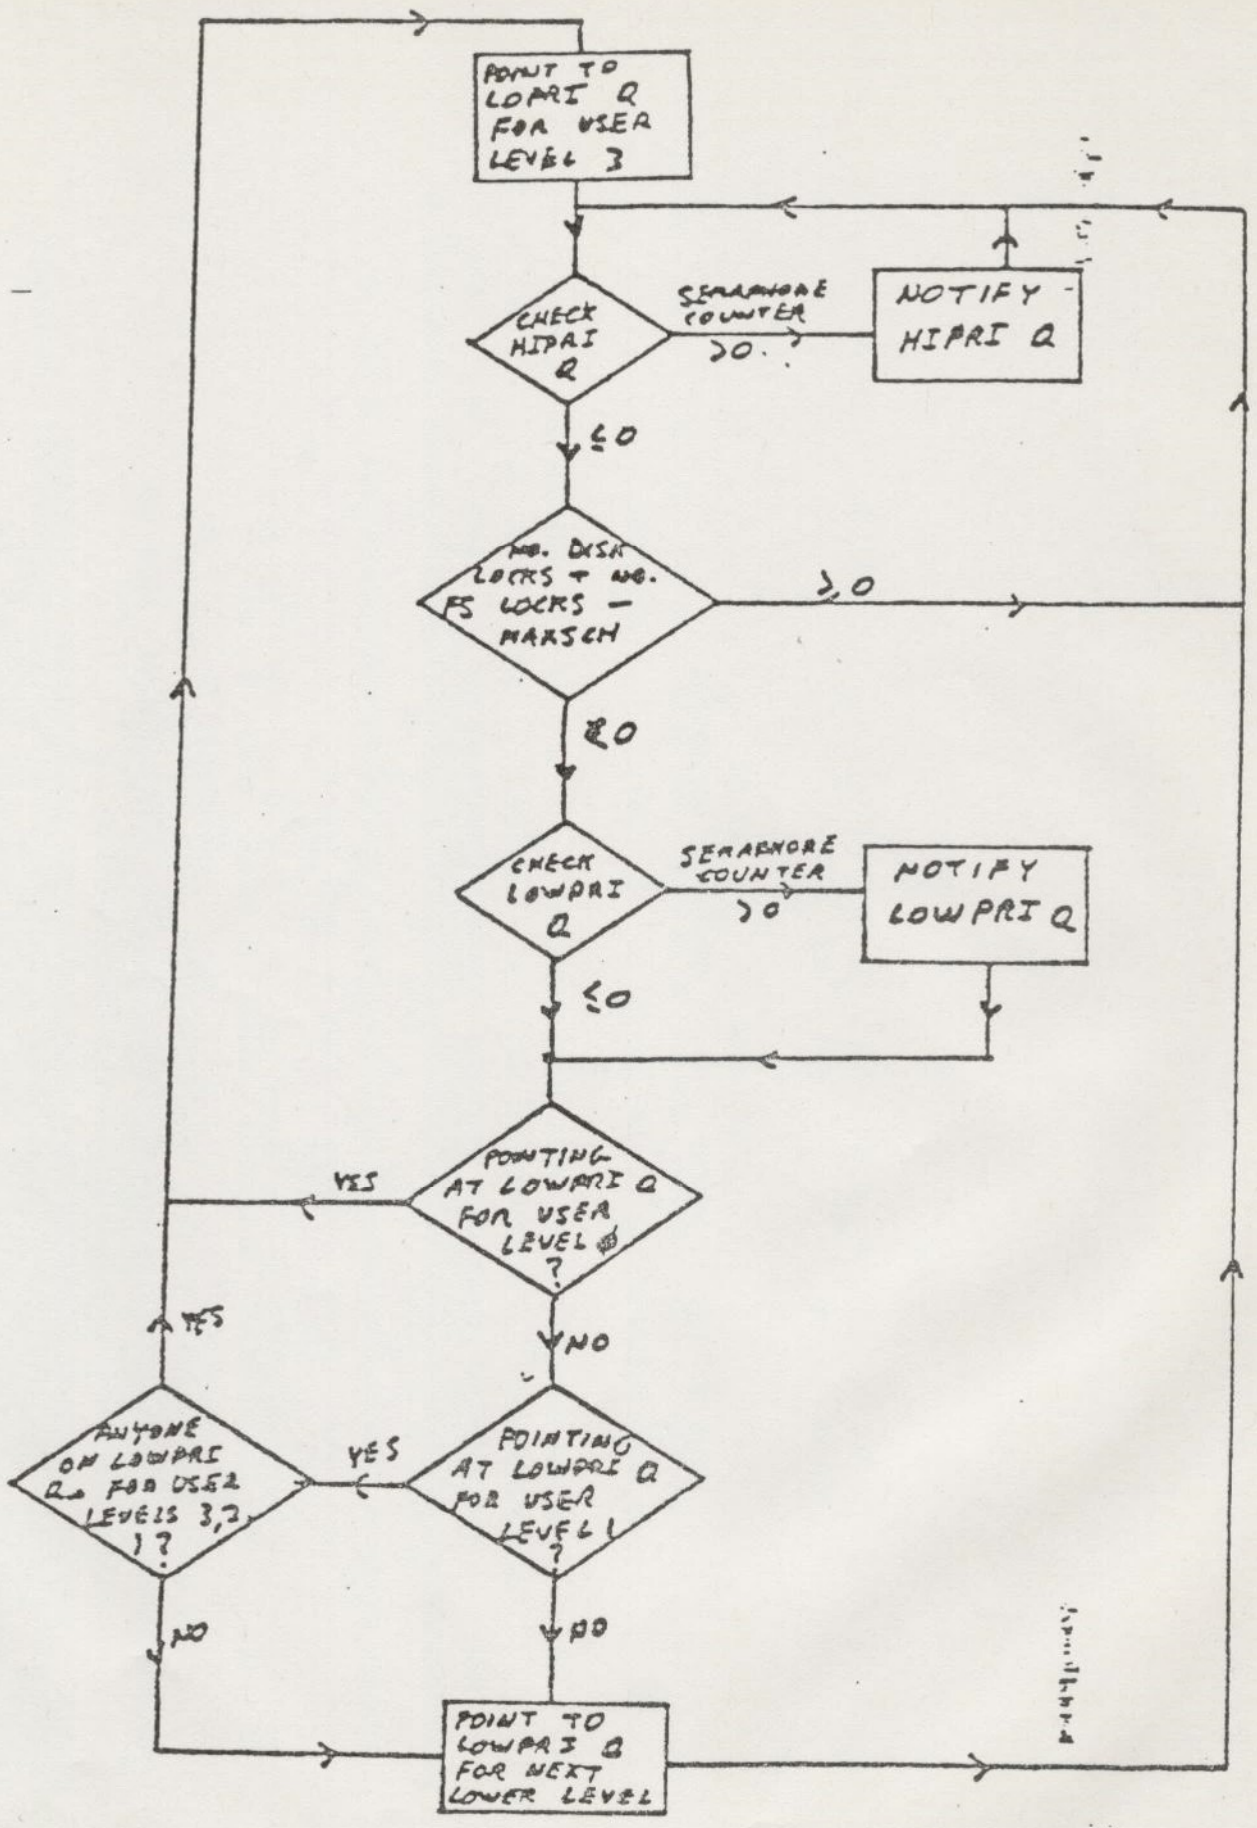 POINT TO
LOPRI Q
FOR USER
LEVEL 3
CHECK
HIPRI
Q
SEMAPHORE
COUNTER
>0
NOTIFY
HIPRI Q
≤0
NO. DISK
LOCKS + NO.
FS LOCKS -
MAXSCH
≥0
<0
CHECK
LOWPRI
Q
SEMAPHORE
COUNTER
>0
NOTIFY
LOWPRI Q
≤0
POINTING
AT LOWPRI Q
FOR USER
LEVEL 0
?
YES
NO
YES
ANYONE
ON LOWPRI
Q. FOR USER
LEVELS 3,2,
1?
YES
POINTING
AT LOWPRI Q
FOR USER
LEVEL 1
?
NO
NO
POINT TO
LOWPRI Q
FOR NEXT
LOWER LEVEL